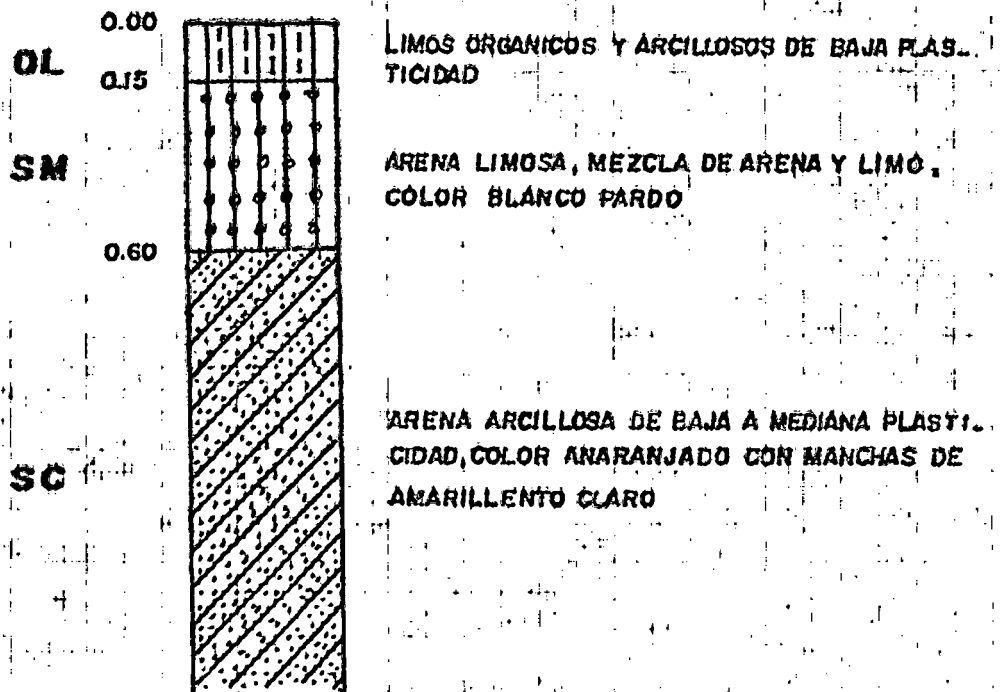 0.00
OL
LIMOS ORGANICOS Y ARCILLOSOS DE BAJA PLAS-
TICIDAD
0.15
SM
ARENA LIMOSA, MEZCLA DE ARENA Y LIMO.
COLOR BLANCO PARDO
0.60
SC
ARENA ARCILLOSA DE BAJA A MEDIANA PLASTI-
CIDAD, COLOR ANARANJADO CON MANCHAS DE
AMARILLENTO CLARO